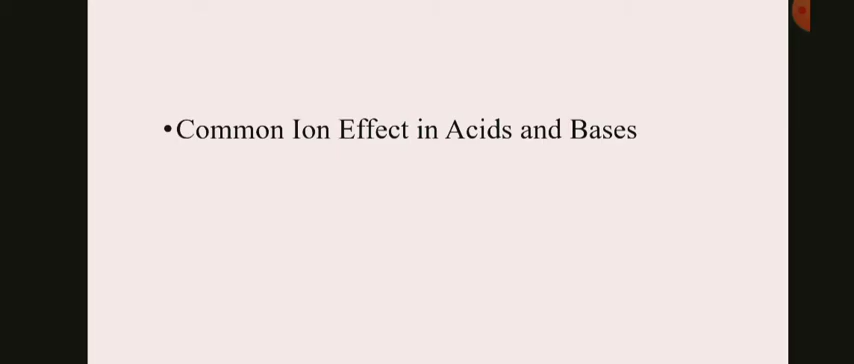 •Common Ion Effect in Acids and Bases